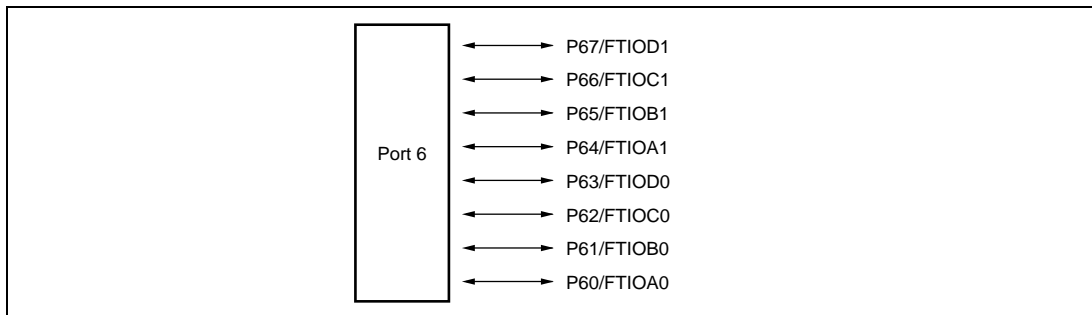 P67/FTIOD1
P66/FTIOC1
P65/FTIOB1
Port 6
P64/FTIOA1
P63/FTIOD0
P62/FTIOC0
P61/FTIOB0
P60/FTIOA0